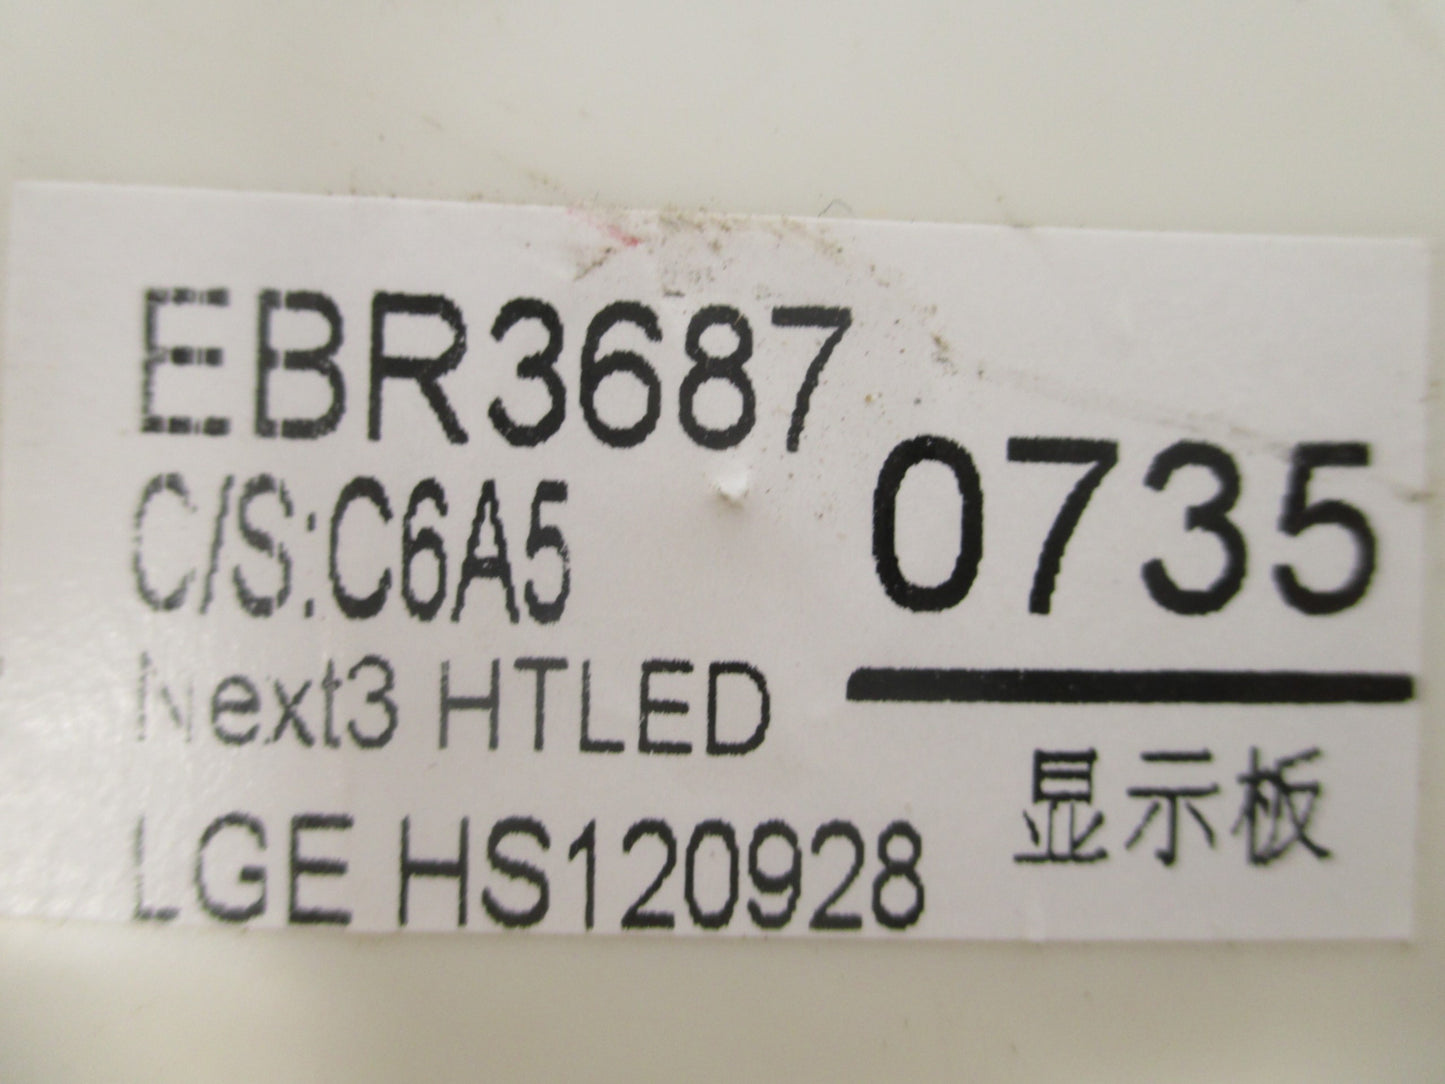 EBR3687
0735
C/S:C6A5
Next3 HTLED
显示板
LGE HS120928